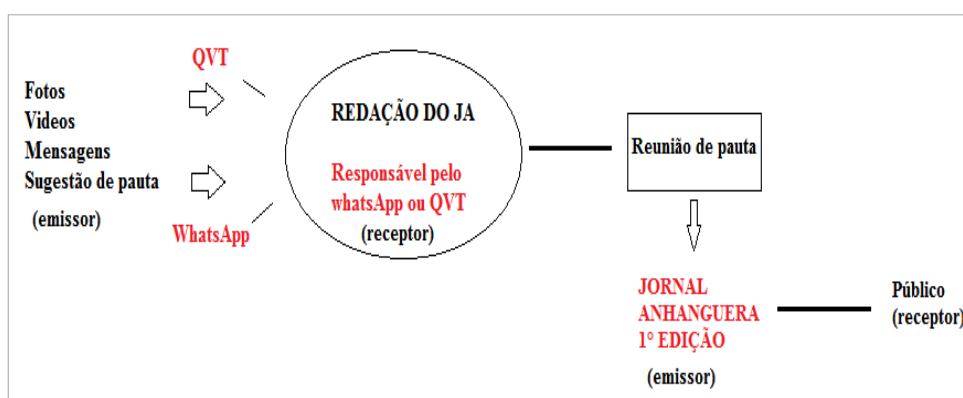 QVT
Fotos
Videos
Mensagens
Sugestão de pauta
(emissor)
WhatsApp
REDAÇÃO DO JA
Responsável pelo
whatsApp ou QVT
(receptor)
Reunião de pauta
JORNAL
ANHANGUERA
1° EDIÇÃO
(emissor)
Público
(receptor)